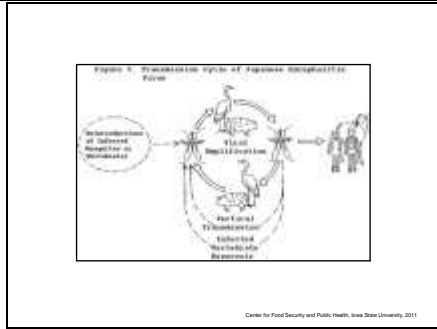 Figure 3. Transmission Cycle of Japanese Encephalitis
Virus
Reintroduction
of Infected
Mosquito or
Vertebrate
Viral
Amplification
Vertical
Transmission
Infected
Vertebrate
Reservoir
Center for Food Security and Public Health, Iowa State University, 2011